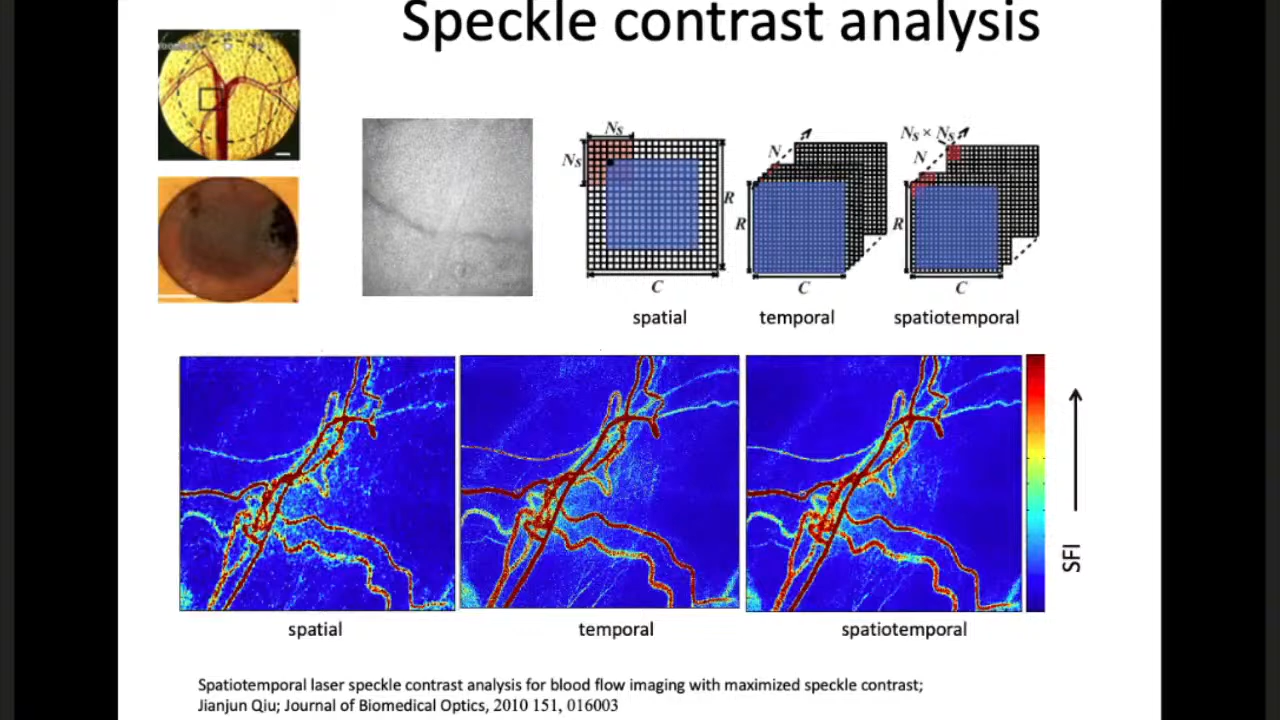 Speckle contrast analysis
Ns
Ns
R
C
spatial
N
R
C
temporal
Ns × Ns
N
R
C
spatiotemporal
SFI
spatial
temporal
spatiotemporal
Spatiotemporal laser speckle contrast analysis for blood flow imaging with maximized speckle contrast;
Jianjun Qiu; Journal of Biomedical Optics, 2010 151, 016003